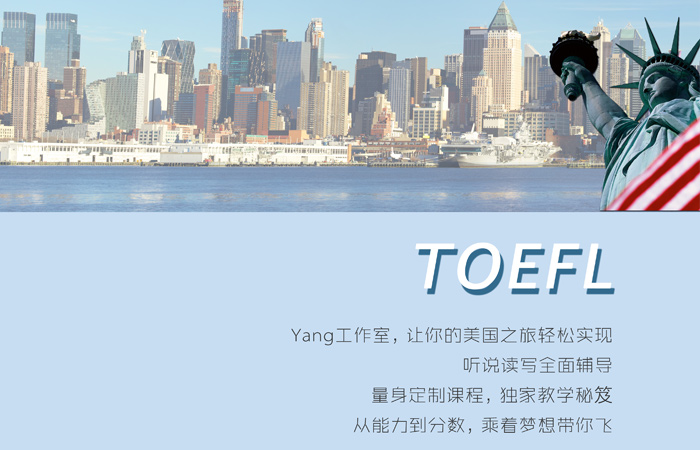 TOEFL
Yang工作室，让你的美国之旅轻松实现
听说读写全面辅导
量身定制课程，独家教学秘笈
从能力到分数，乘着梦想带你飞